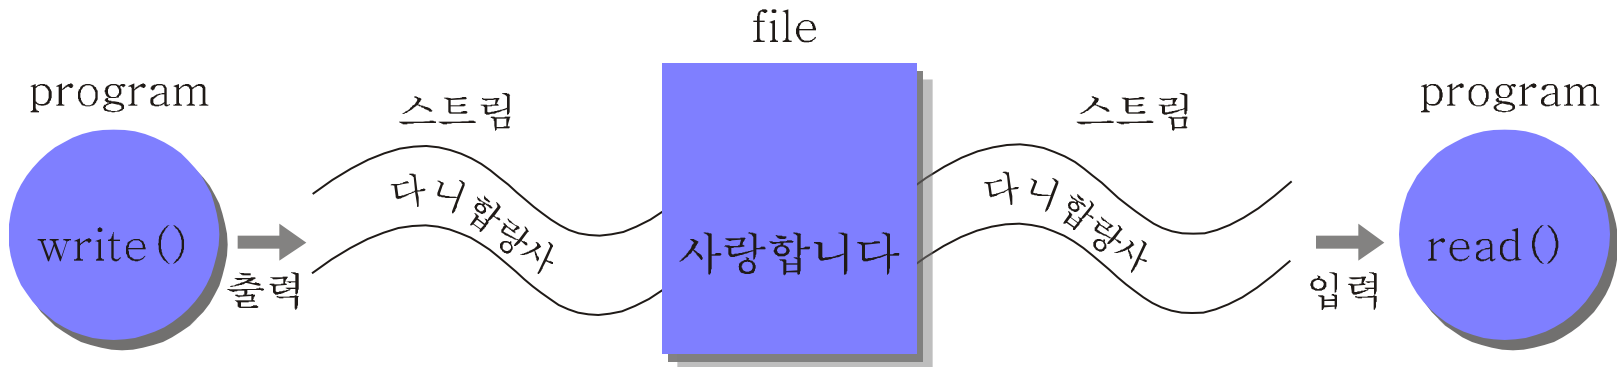 file
program
스트림
스트림
program
다니합랑사
다니합랑사
write()
사랑합니다
read()
출력
입력